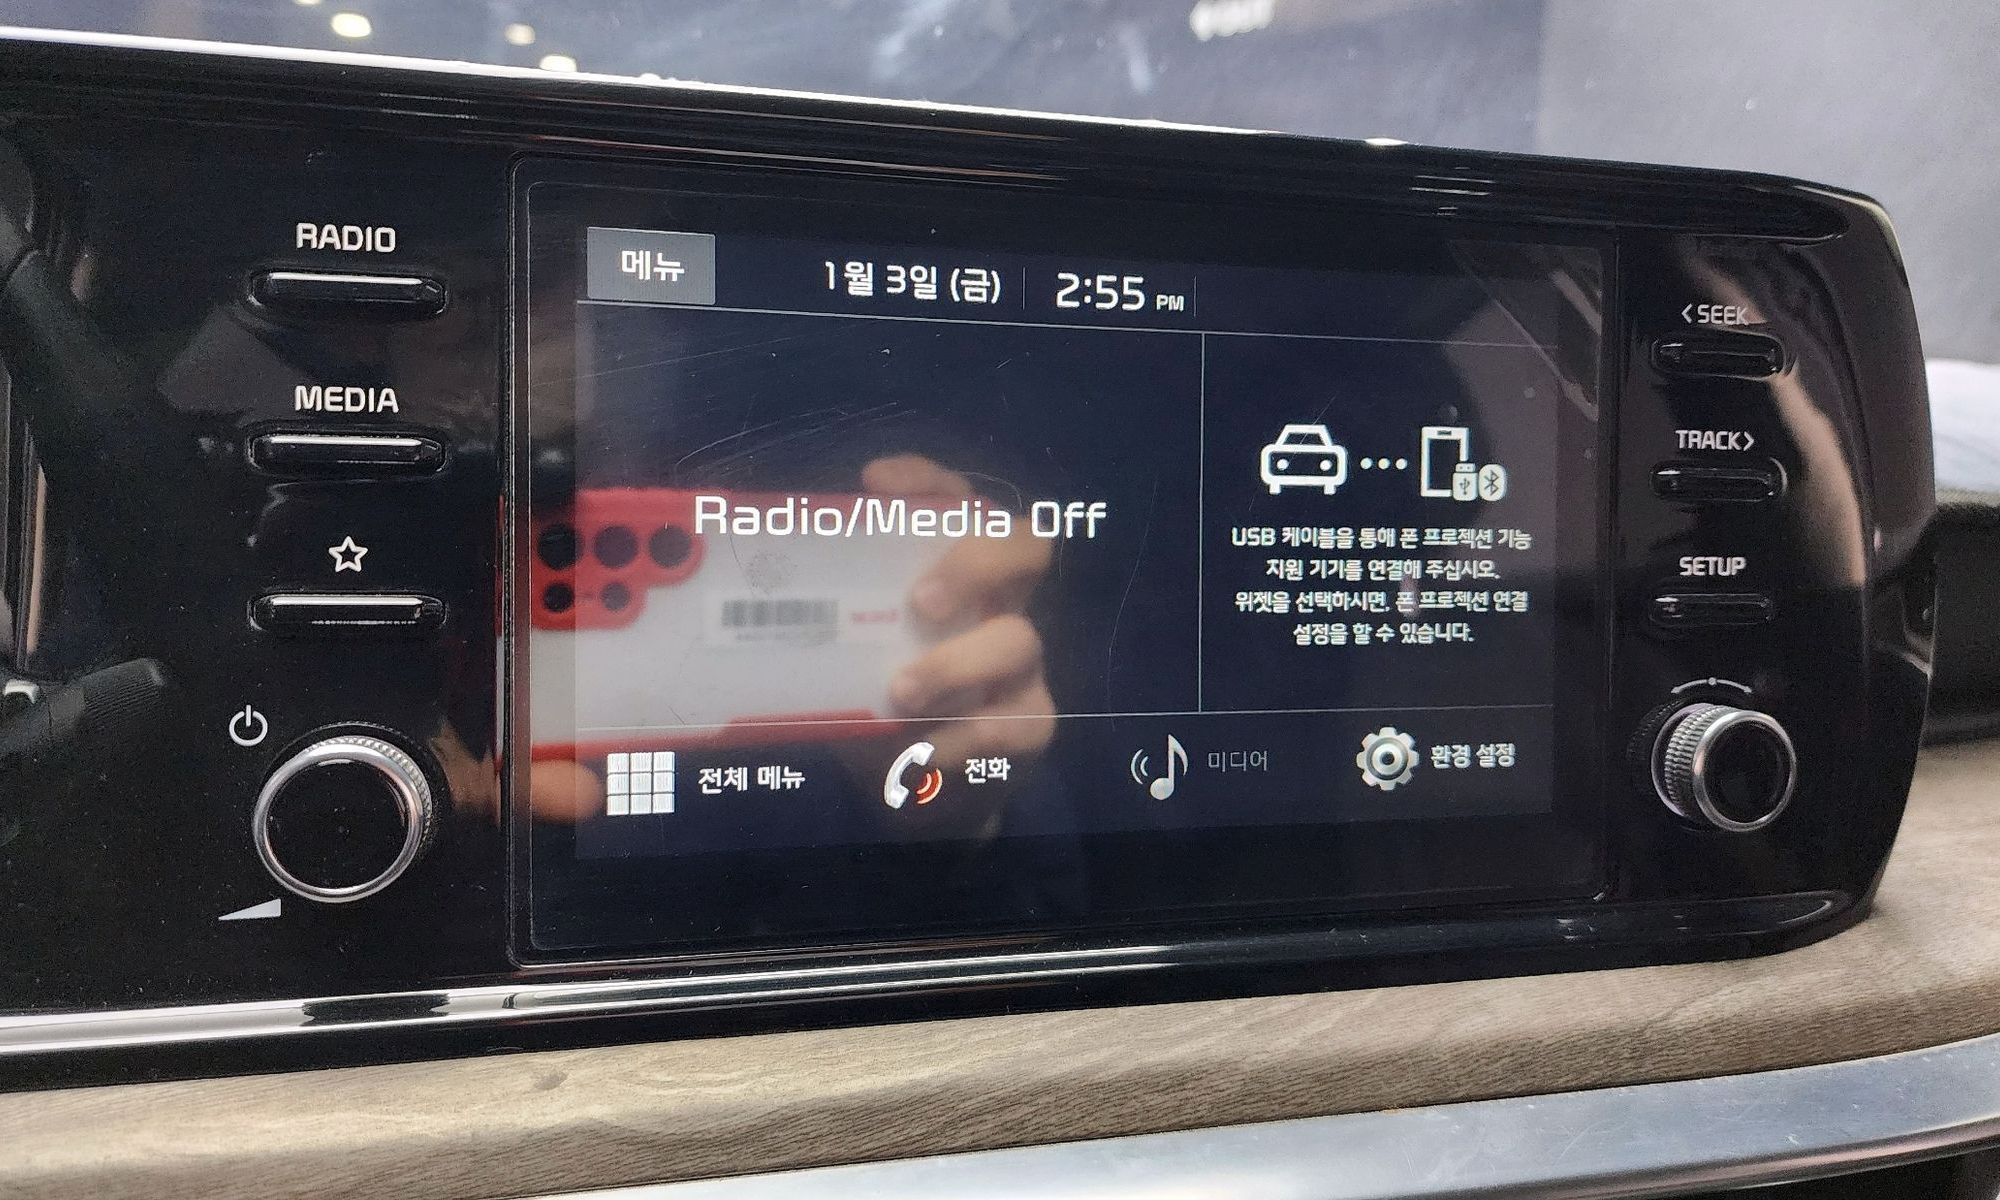 RADIO
MEDIA
메뉴
1월 3일 (금)
2:55 PM
Radio/Media Off
USB 케이블을 통해 폰 프로젝션 기능
지원 기기를 연결해 주십시오.
위젯을 선택하시면, 폰 프로젝션 연결
설정을 할 수 있습니다.
전체 메뉴
전화
미디어
환경 설정
< SEEK
TRACK >
SETUP